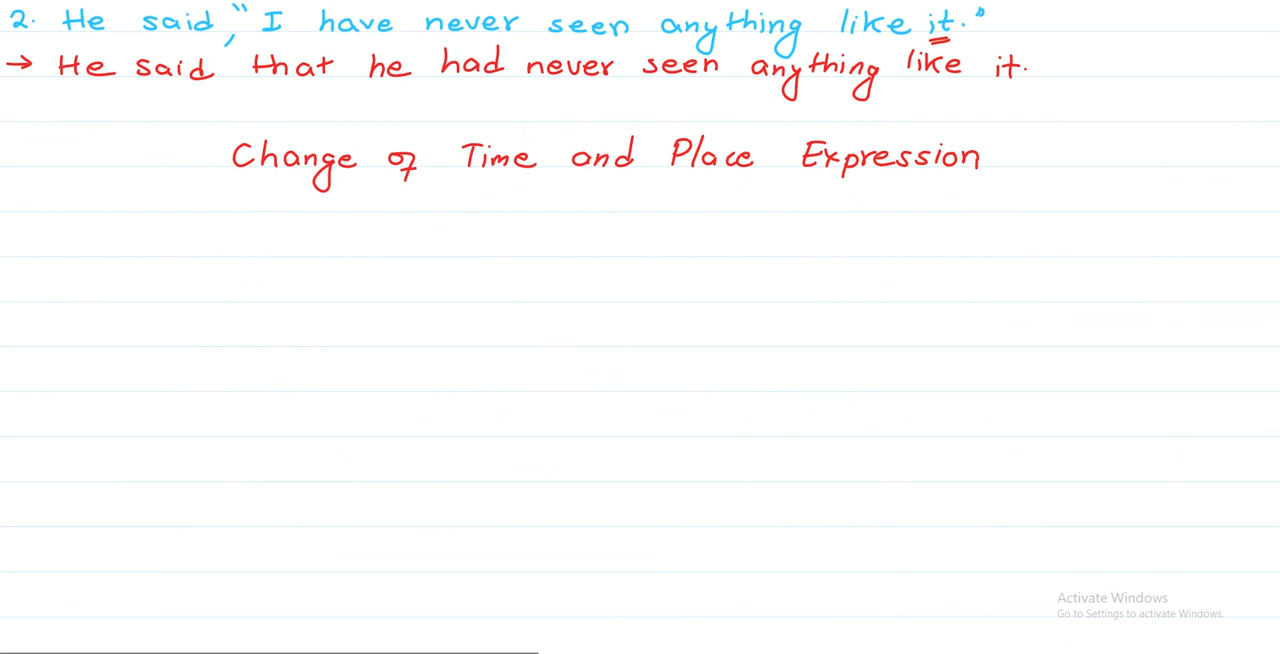 2. He said, "I have never seen anything like it."
→ He said that he had never seen anything like it.
Change of Time and Place Expression
Activate Windows
Go to Settings to activate Windows.